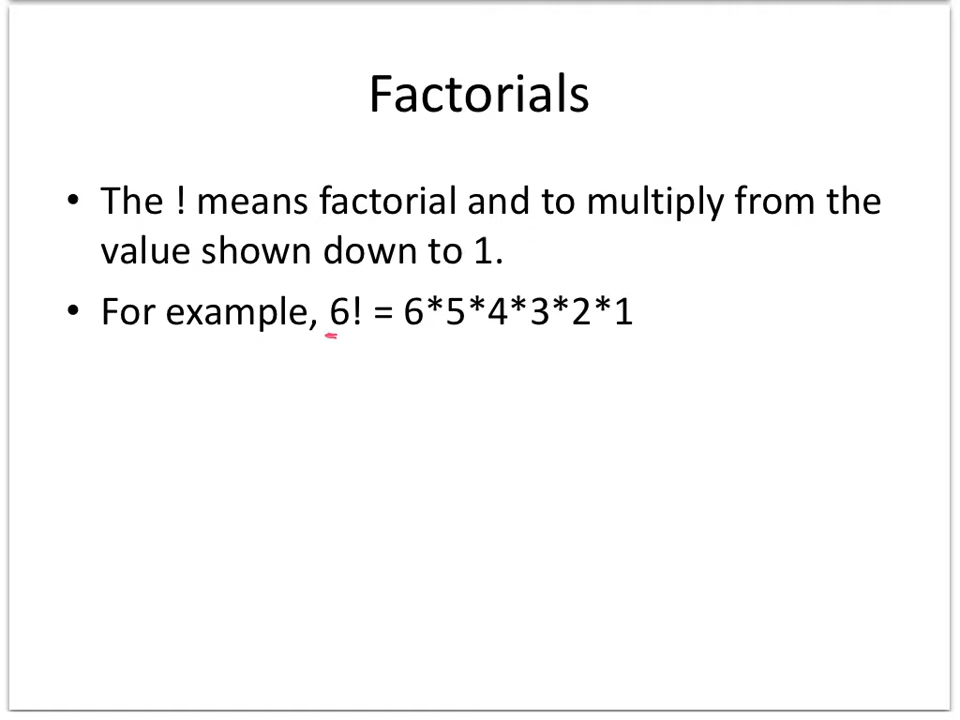 Factorials
• The ! means factorial and to multiply from the
value shown down to 1.
• For example, 6! = 6*5*4*3*2*1